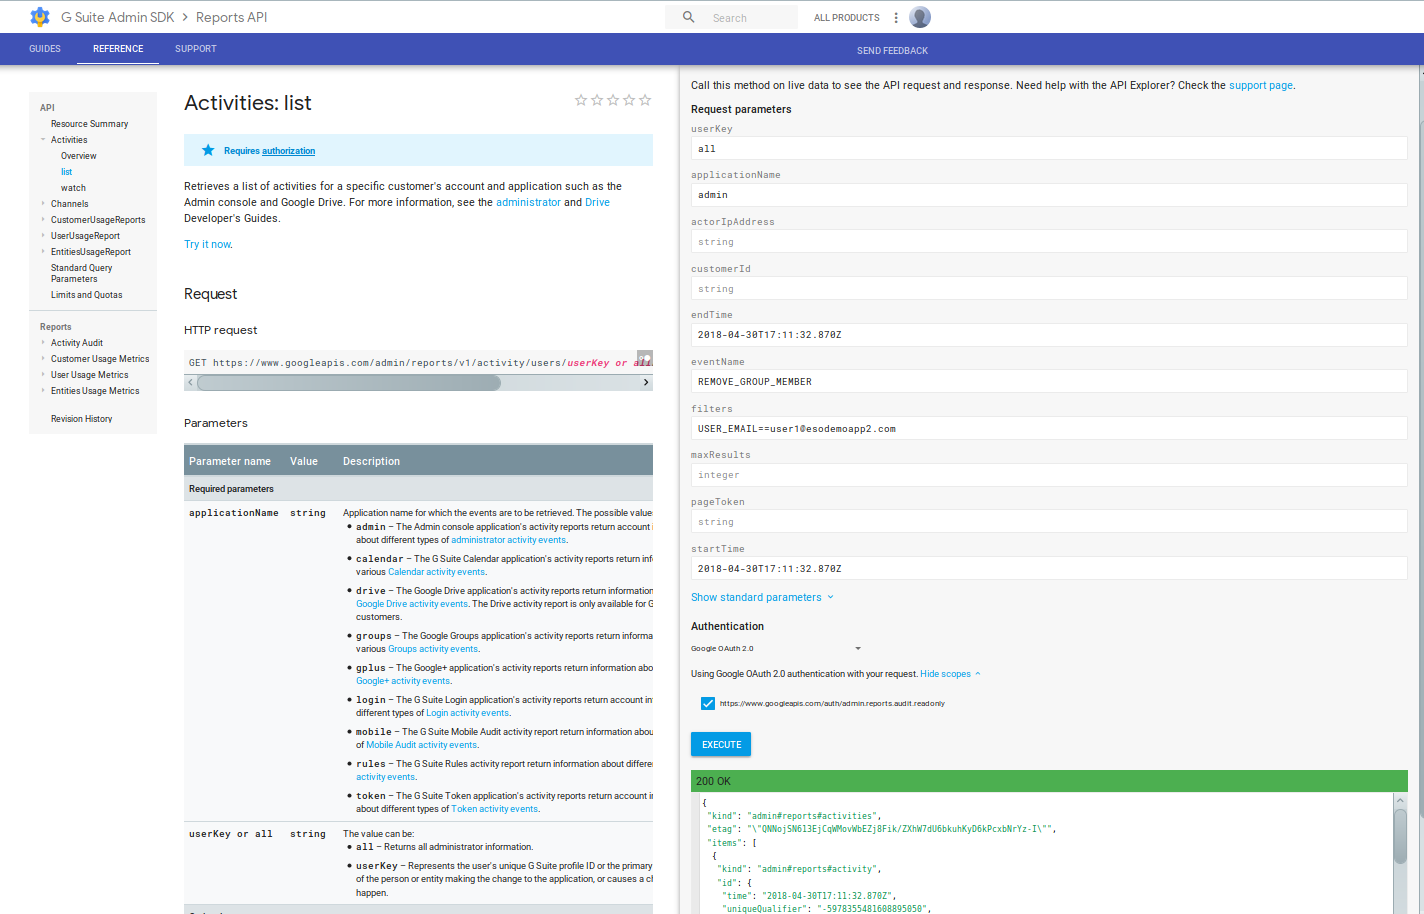 G Suite Admin SDK > Reports API
Search
ALL PRODUCTS
GUIDES
REFERENCE
SUPPORT
SEND FEEDBACK
API
Resource Summary
Activities
Overview
list
watch
Channels
CustomerUsageReports
UserUsageReport
EntitiesUsageReport
Standard Query
Parameters
Limits and Quotas
Reports
Activity Audit
Customer Usage Metrics
User Usage Metrics
Entities Usage Metrics
Revision History
Activities: list
Requires authorization
Retrieves a list of activities for a specific customer's account and application such as the
Admin console and Google Drive. For more information, see the administrator and Drive
Developer's Guides.
Try it now.
Request
HTTP request
GET https://www.googleapis.com/admin/reports/v1/activity/users/userKey or all
Parameters
Parameter name Value Description
Required parameters
applicationName string Application name for which the events are to be retrieved. The possible value
• admin – The Admin console application's activity reports return account i
about different types of administrator activity events.
• calendar – The G Suite Calendar application's activity reports return info
various Calendar activity events.
• drive – The Google Drive application's activity reports return information
Google Drive activity events. The Drive activity report is only available for G
customers.
• groups – The Google Groups application's activity reports return informa
various Groups activity events.
• gplus – The Google+ application's activity reports return information abo
Google+ activity events.
• login – The G Suite Login application's activity reports return account in
different types of Login activity events.
• mobile – The G Suite Mobile Audit activity report return information abou
of Mobile Audit activity events.
• rules – The G Suite Rules activity report return information about differe
activity events.
• token – The G Suite Token application's activity reports return account i
about different types of Token activity events.
userKey or all string The value can be:
• all – Returns all administrator information.
• userKey – Represents the user's unique G Suite profile ID or the primary
of the person or entity making the change to the application, or causes a ch
happen.
Call this method on live data to see the API request and response. Need help with the API Explorer? Check the support page.
Request parameters
userKey
all
applicationName
admin
actorIpAddress
string
customerId
string
endTime
2018-04-30T17:11:32.870Z
eventName
REMOVE_GROUP_MEMBER
filters
USER_EMAIL==user1@esodemoapp2.com
maxResults
integer
pageToken
string
startTime
2018-04-30T17:11:32.870Z
Show standard parameters
Authentication
Google OAuth 2.0
Using Google OAuth 2.0 authentication with your request. Hide scopes
https://www.googleapis.com/auth/admin.reports.audit.readonly
EXECUTE
200 OK
{
"kind": "admin#reports#activities",
"etag": "\"QNNojSN6l3EjCqWMovWbEZj8Fik/ZXhW7dU6bkuhKyD6kPcxbNrYz-I\"",
"items": [
{
"kind": "admin#reports#activity",
"id": {
"time": "2018-04-30T17:11:32.870Z",
"uniqueQualifier": "-5978355481608895050",